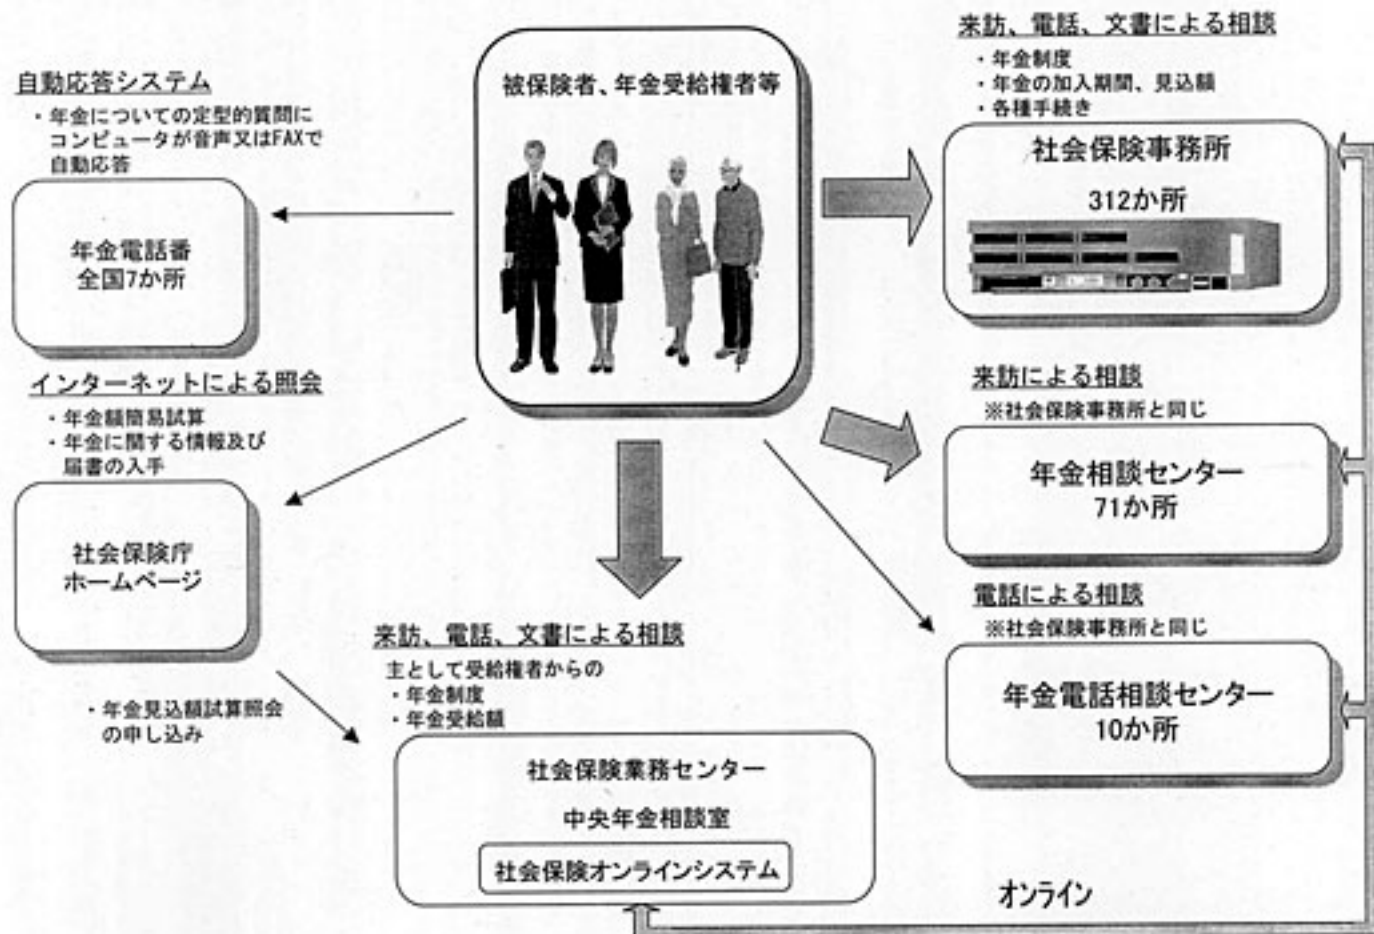 自動応答システム
・年金についての定型的質問に
コンピュータが音声又はFAXで
自動応答
年金電話番
全国7か所
インターネットによる照会
・年金額簡易試算
・年金に関する情報及び
届書の入手
社会保険庁
ホームページ
・年金見込額試算照会
の申し込み
被保険者、年金受給権者等
来訪、電話、文書による相談
主として受給権者からの
・年金制度
・年金受給額
社会保険業務センター
中央年金相談室
社会保険オンラインシステム
来訪、電話、文書による相談
・年金制度
・年金の加入期間、見込額
・各種手続き
社会保険事務所
312か所
来訪による相談
※社会保険事務所と同じ
年金相談センター
71か所
電話による相談
※社会保険事務所と同じ
年金電話相談センター
10か所
オンライン